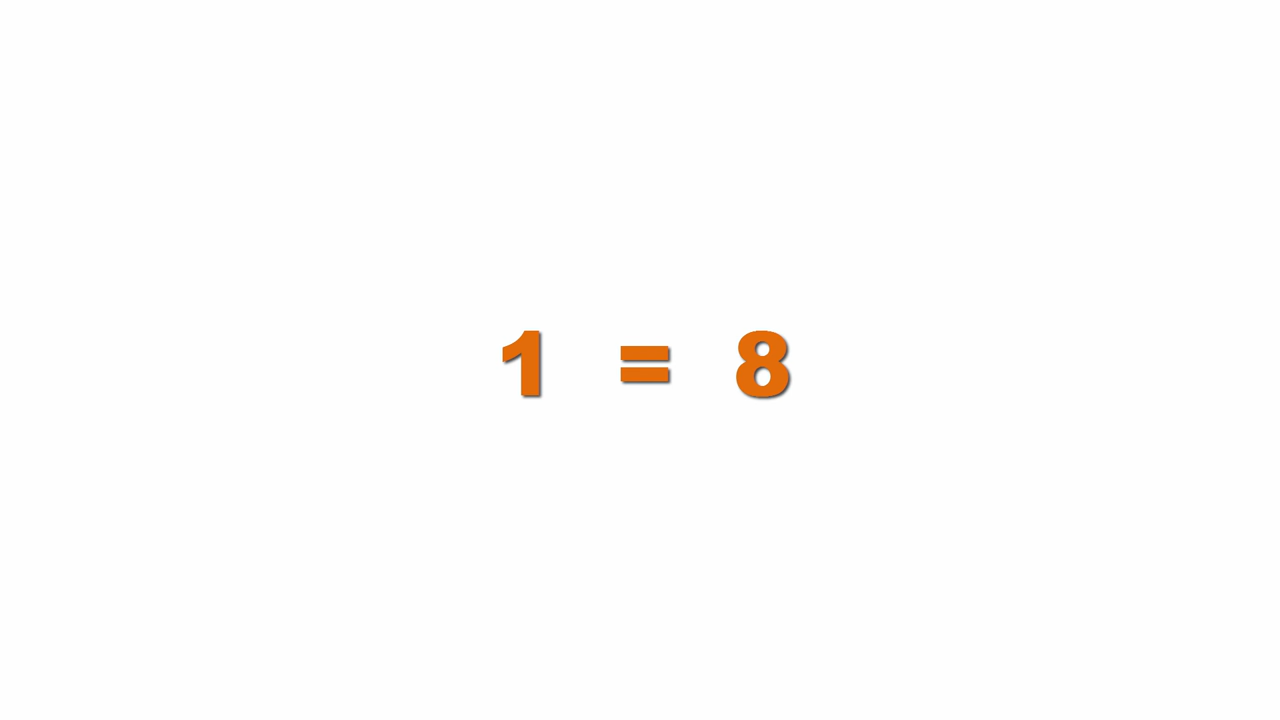 1 = 8